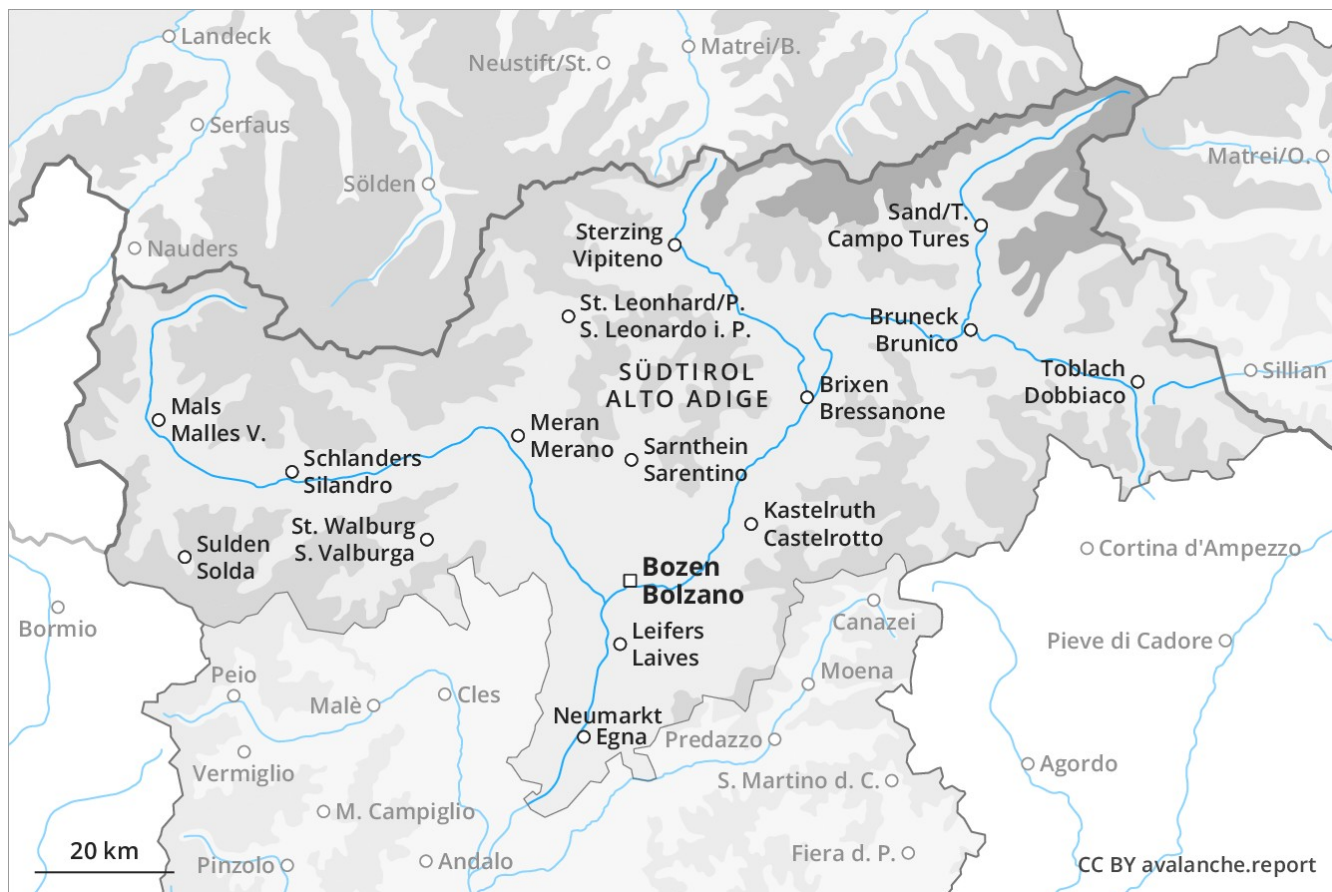 Landeck
Neustift/St.
Matrei/B.
Serfaus
Matrei/O.
Sölden
Nauders
Sand/T.
Campo Tures
Sterzing
Vipiteno
St. Leonhard/P.
S. Leonardo i. P.
Bruneck
Brunico
SÜDTIROL
ALTO ADIGE
Toblach
Dobbiaco
Sillian
Brixen
Bressanone
Mals
Malles V.
Meran
Merano
Sarnthein
Sarentino
Schlanders
Silandro
St. Walburg
S. Valburga
Kastelruth
Castelrotto
Sulden
Solda
Cortina d'Ampezzo
Bozen
Bolzano
Bormio
Canazei
Leifers
Laives
Pieve di Cadore
Peio
Moena
Malè
Cles
Neumarkt
Egna
Predazzo
Vermiglio
Agordo
S. Martino d. C.
M. Campiglio
20 km
Pinzolo
Andalo
Fiera d. P.
CC BY avalanche.report